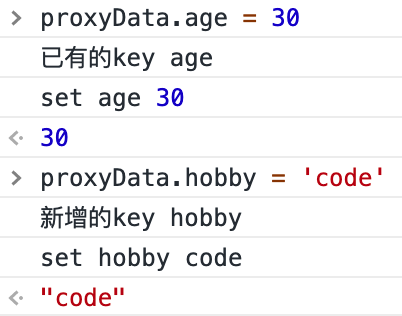 > proxyData.age = 30
已有的key age
set age 30
<· 30
> proxyData.hobby = 'code'
新增的key hobby
set hobby code
<· "code"